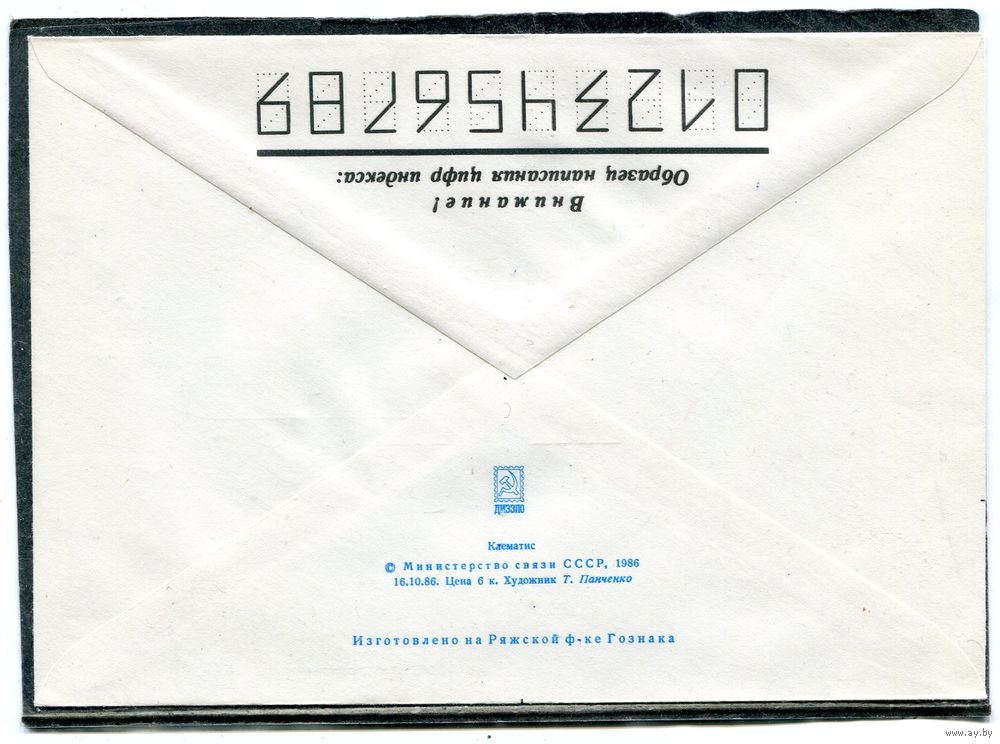 Внимание!
Образец написания цифр индекса:
0123456789
ДИЭЗПО
Клематис
© Министерство связи СССР, 1986
16.10.86. Цена 6 к. Художник Т. Панченко
Изготовлено на Ряжской ф-ке Гознака
www.ay.by